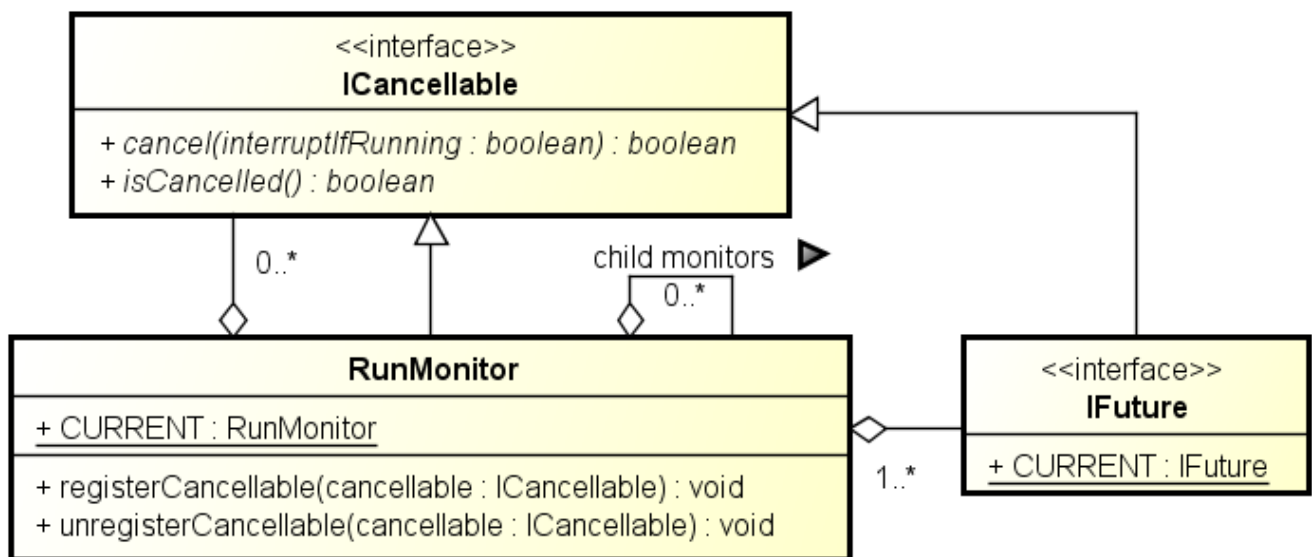 <<interface>>
ICancellable
+ cancel(interruptIfRunning : boolean) : boolean
+ isCancelled() : boolean
0..*
child monitors
0..*
RunMonitor
+ CURRENT : RunMonitor
+ registerCancellable(cancellable : ICancellable) : void
+ unregisterCancellable(cancellable : ICancellable) : void
1..*
<<interface>>
IFuture
+ CURRENT : IFuture